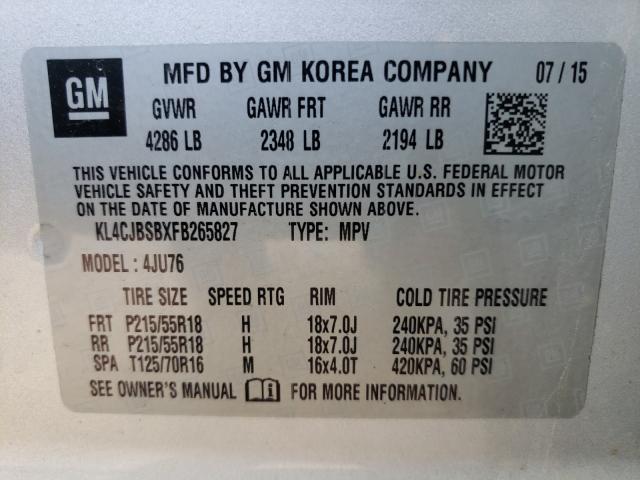 GM MFD BY GM KOREA COMPANY 07 / 15
GVWR GAWR FRT GAWR RR
4286 LB 2348 LB 2194 LB
THIS VEHICLE CONFORMS TO ALL APPLICABLE U.S. FEDERAL MOTOR
VEHICLE SAFETY AND THEFT PREVENTION STANDARDS IN EFFECT
ON THE DATE OF MANUFACTURE SHOWN ABOVE.
KL4CJBSBXFB265827 TYPE: MPV
MODEL : 4JU76
TIRE SIZE SPEED RTG RIM COLD TIRE PRESSURE
FRT P215/55R18 H 18x7.0J 240KPA, 35 PSI
RR P215/55R18 H 18x7.0J 240KPA, 35 PSI
SPA T125/70R16 M 16x4.0T 420KPA, 60 PSI
SEE OWNER'S MANUAL FOR MORE INFORMATION.